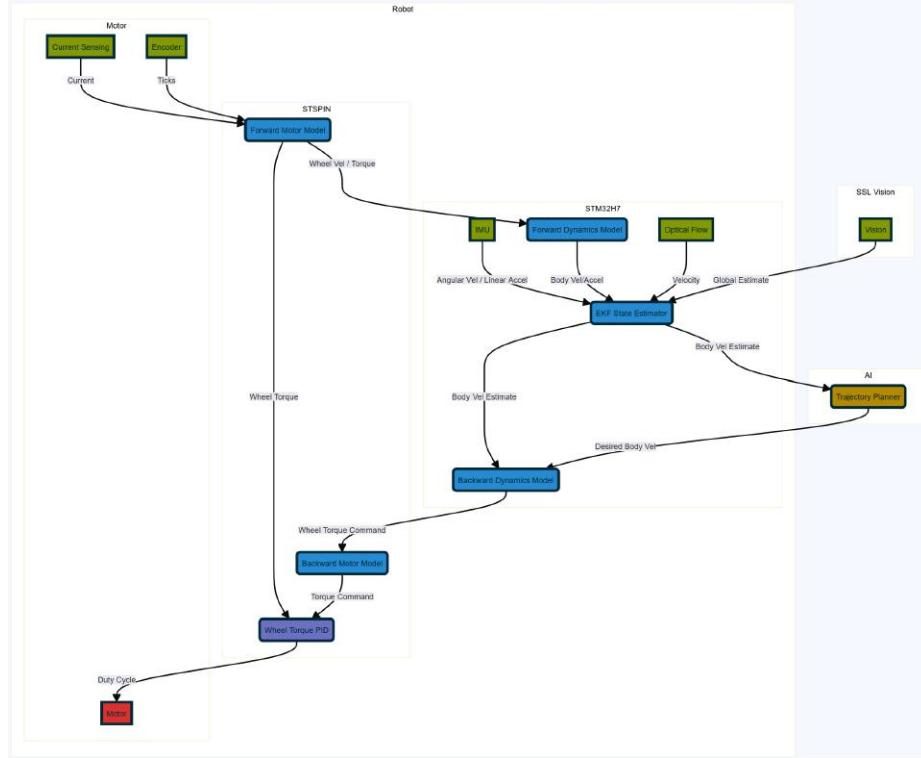 Robot
Motor
Current Sensing
Encoder
Current
Ticks
STSPIN
Forward Motor Model
Wheel Vel / Torque
STM32H7
SSL Vision
IMU
Forward Dynamics Model
Optical Flow
Vision
Angular Vel / Linear Accel
Body Vel/Accel
Velocity
Global Estimate
EKF State Estimator
Body Vel Estimate
AI
Wheel Torque
Body Vel Estimate
Trajectory Planner
Desired Body Vel
Backward Dynamics Model
Wheel Torque Command
Backward Motor Model
Torque Command
Wheel Torque PID
Duty Cycle
Motor